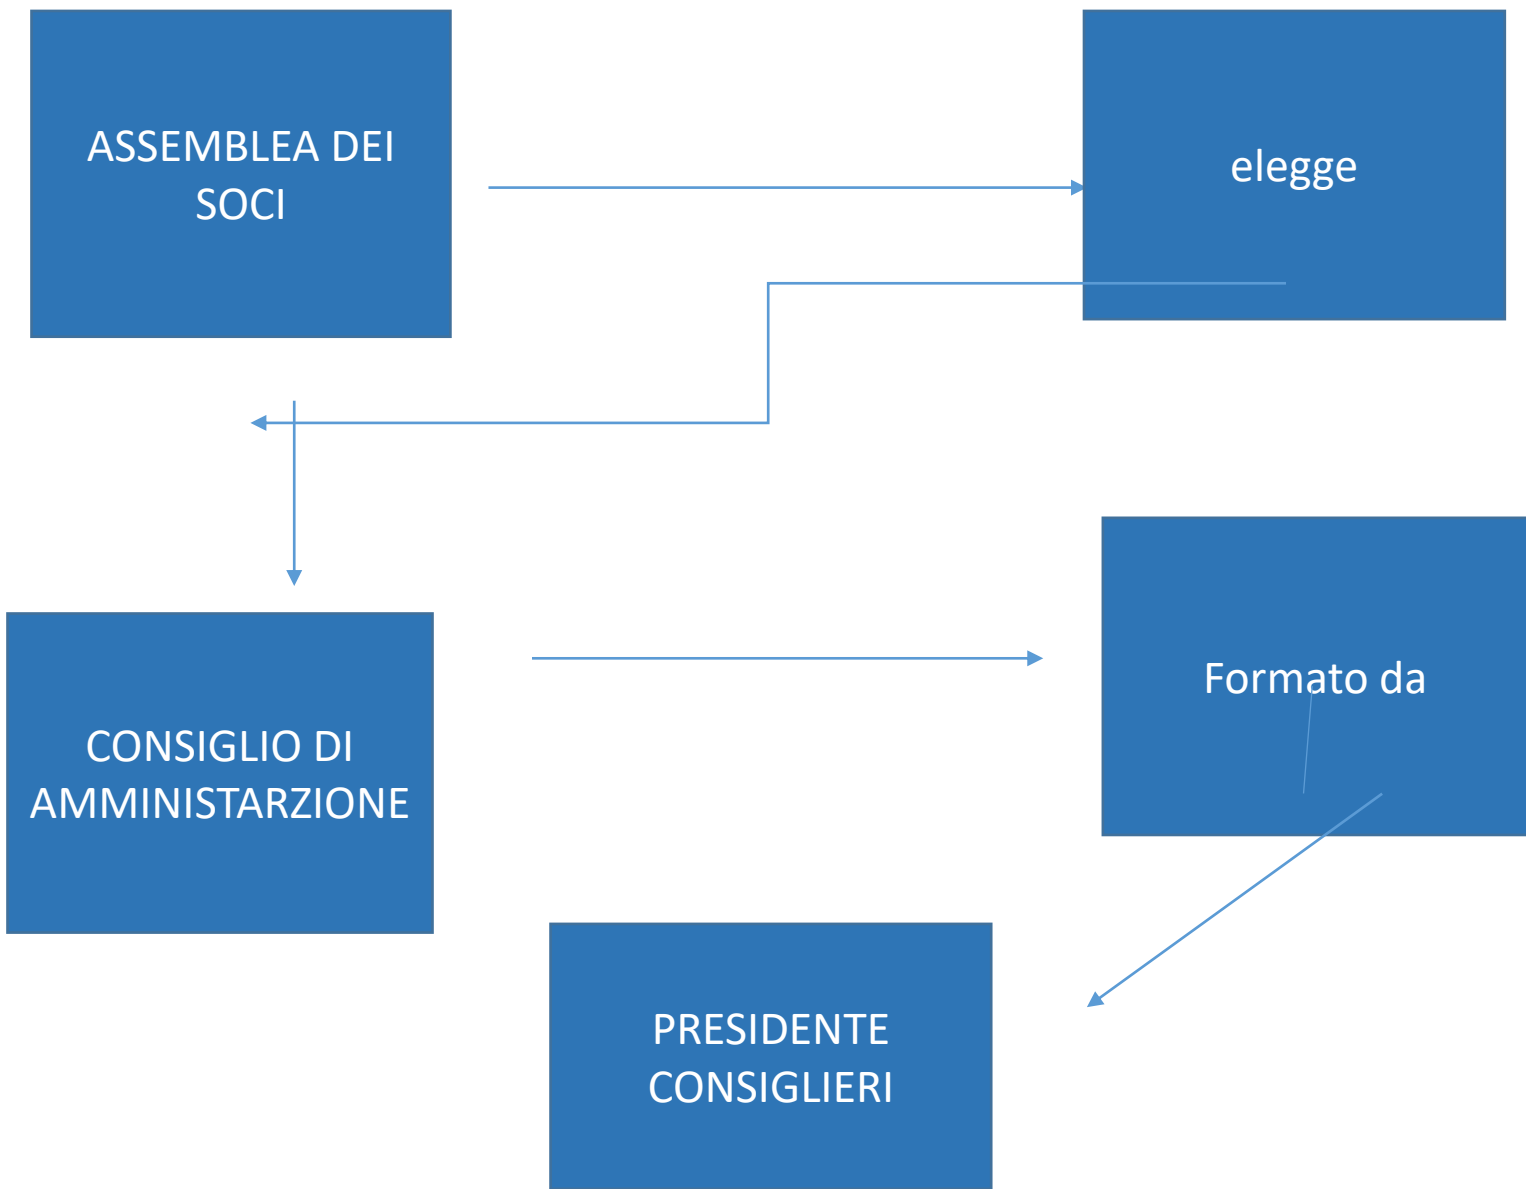 ASSEMBLEA DEI
SOCI
elegge
CONSIGLIO DI
AMMINISTARZIONE
Formato da
PRESIDENTE
CONSIGLIERI